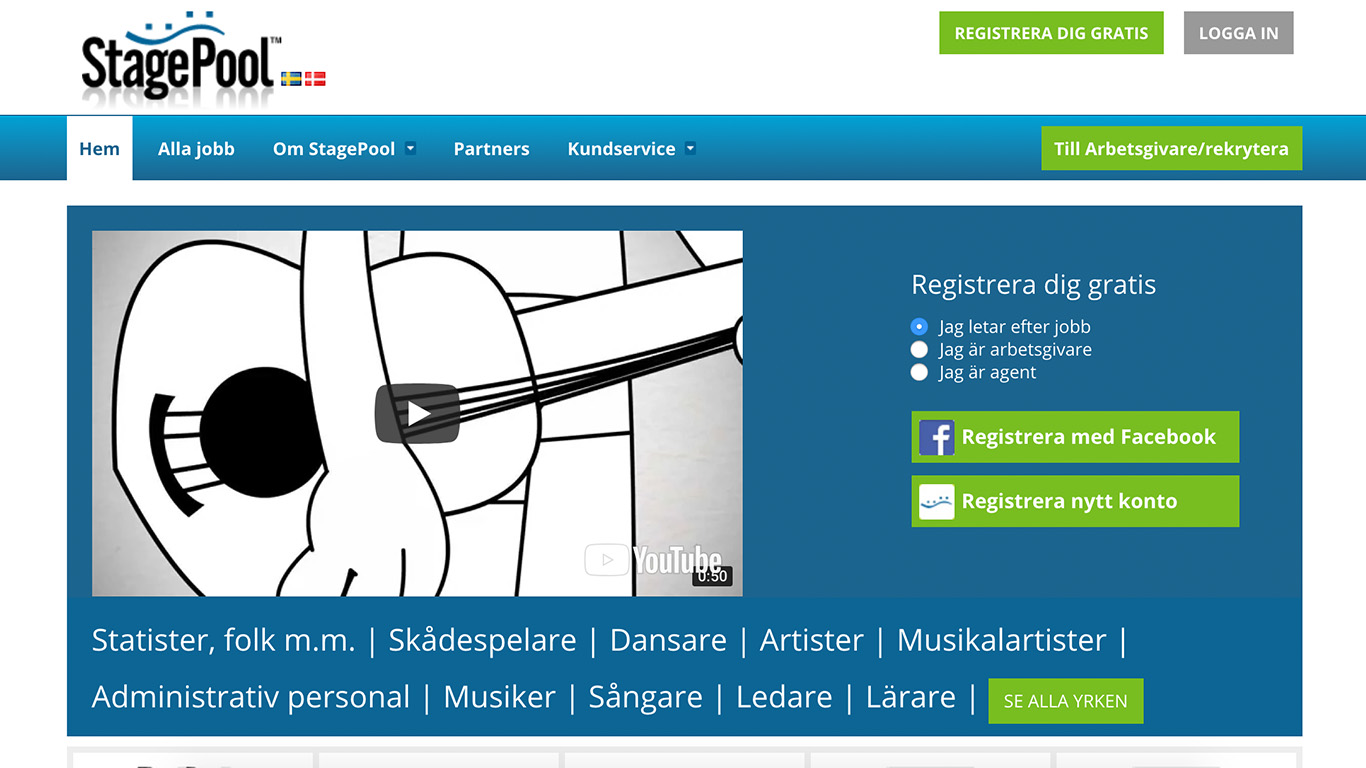 StagePool™
REGISTRERA DIG GRATIS
LOGGA IN
Hem
Alla jobb
Om StagePool
Partners
Kundservice
Till Arbetsgivare/rekrytera
Registrera dig gratis
Jag letar efter jobb
Jag är arbetsgivare
Jag är agent
Registrera med Facebook
Registrera nytt konto
YouTube
0:50
Statister, folk m.m. | Skådespelare | Dansare | Artister | Musikalartister |
Administrativ personal | Musiker | Sångare | Ledare | Lärare | SE ALLA YRKEN